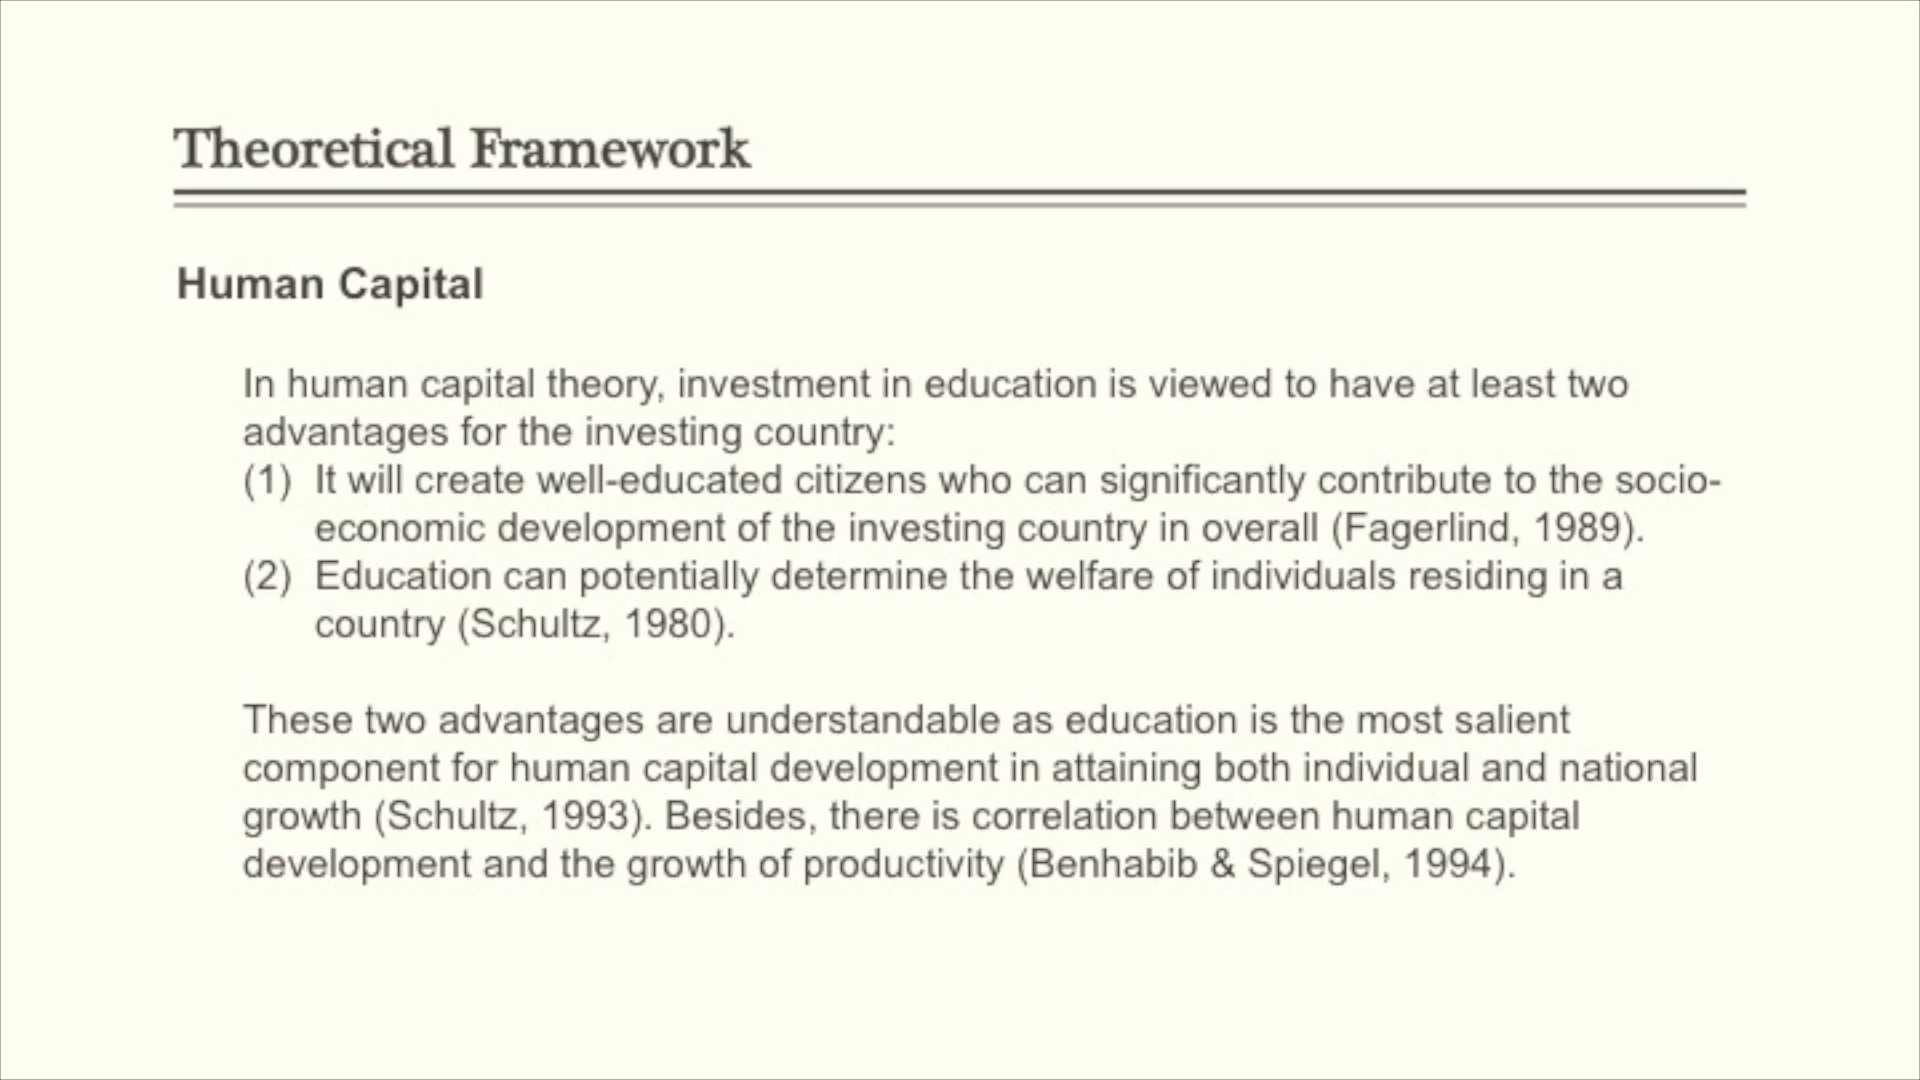 Theoretical Framework
Human Capital
In human capital theory, investment in education is viewed to have at least two
advantages for the investing country:
(1) It will create well-educated citizens who can significantly contribute to the socio-
economic development of the investing country in overall (Fagerlind, 1989).
(2) Education can potentially determine the welfare of individuals residing in a
country (Schultz, 1980).
These two advantages are understandable as education is the most salient
component for human capital development in attaining both individual and national
growth (Schultz, 1993). Besides, there is correlation between human capital
development and the growth of productivity (Benhabib & Spiegel, 1994).